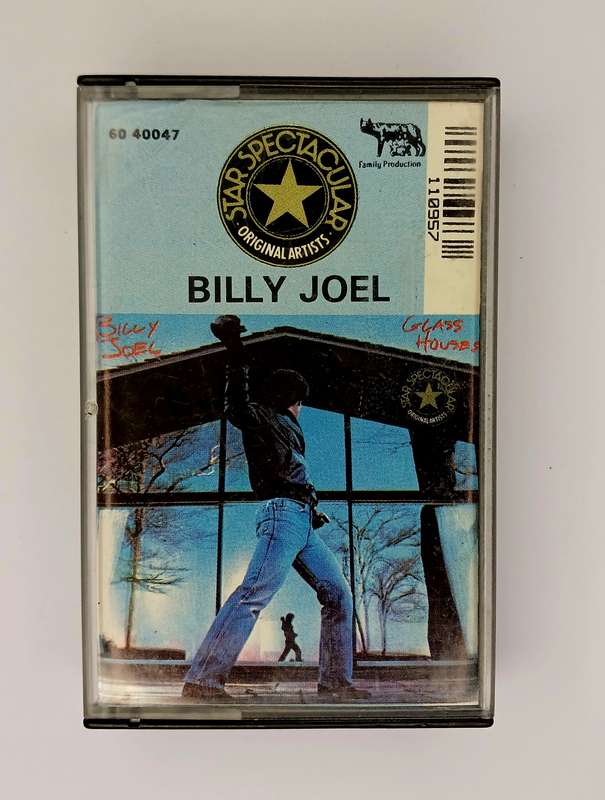 60 40047
STAR SPECTACULAR
· ORIGINAL ARTISTS ·
Family Production
110957
BILLY JOEL
BILLY
JOEL
GLASS
HOUSES
STAR SPECTACULAR
ORIGINAL ARTISTS